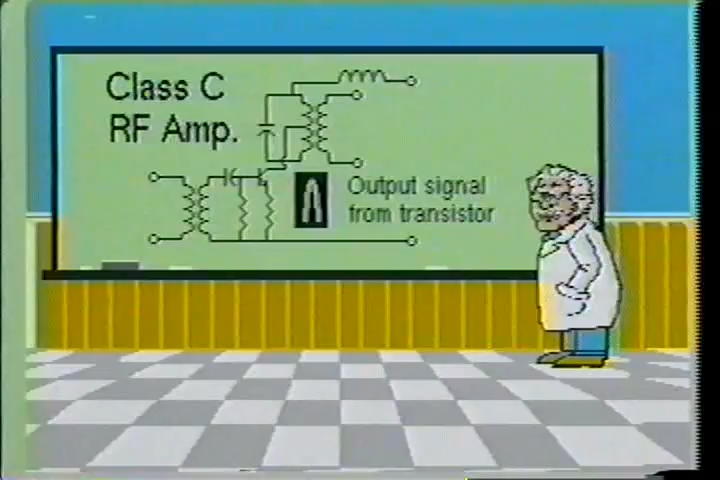 Class C
RF Amp.
Output signal
from transistor